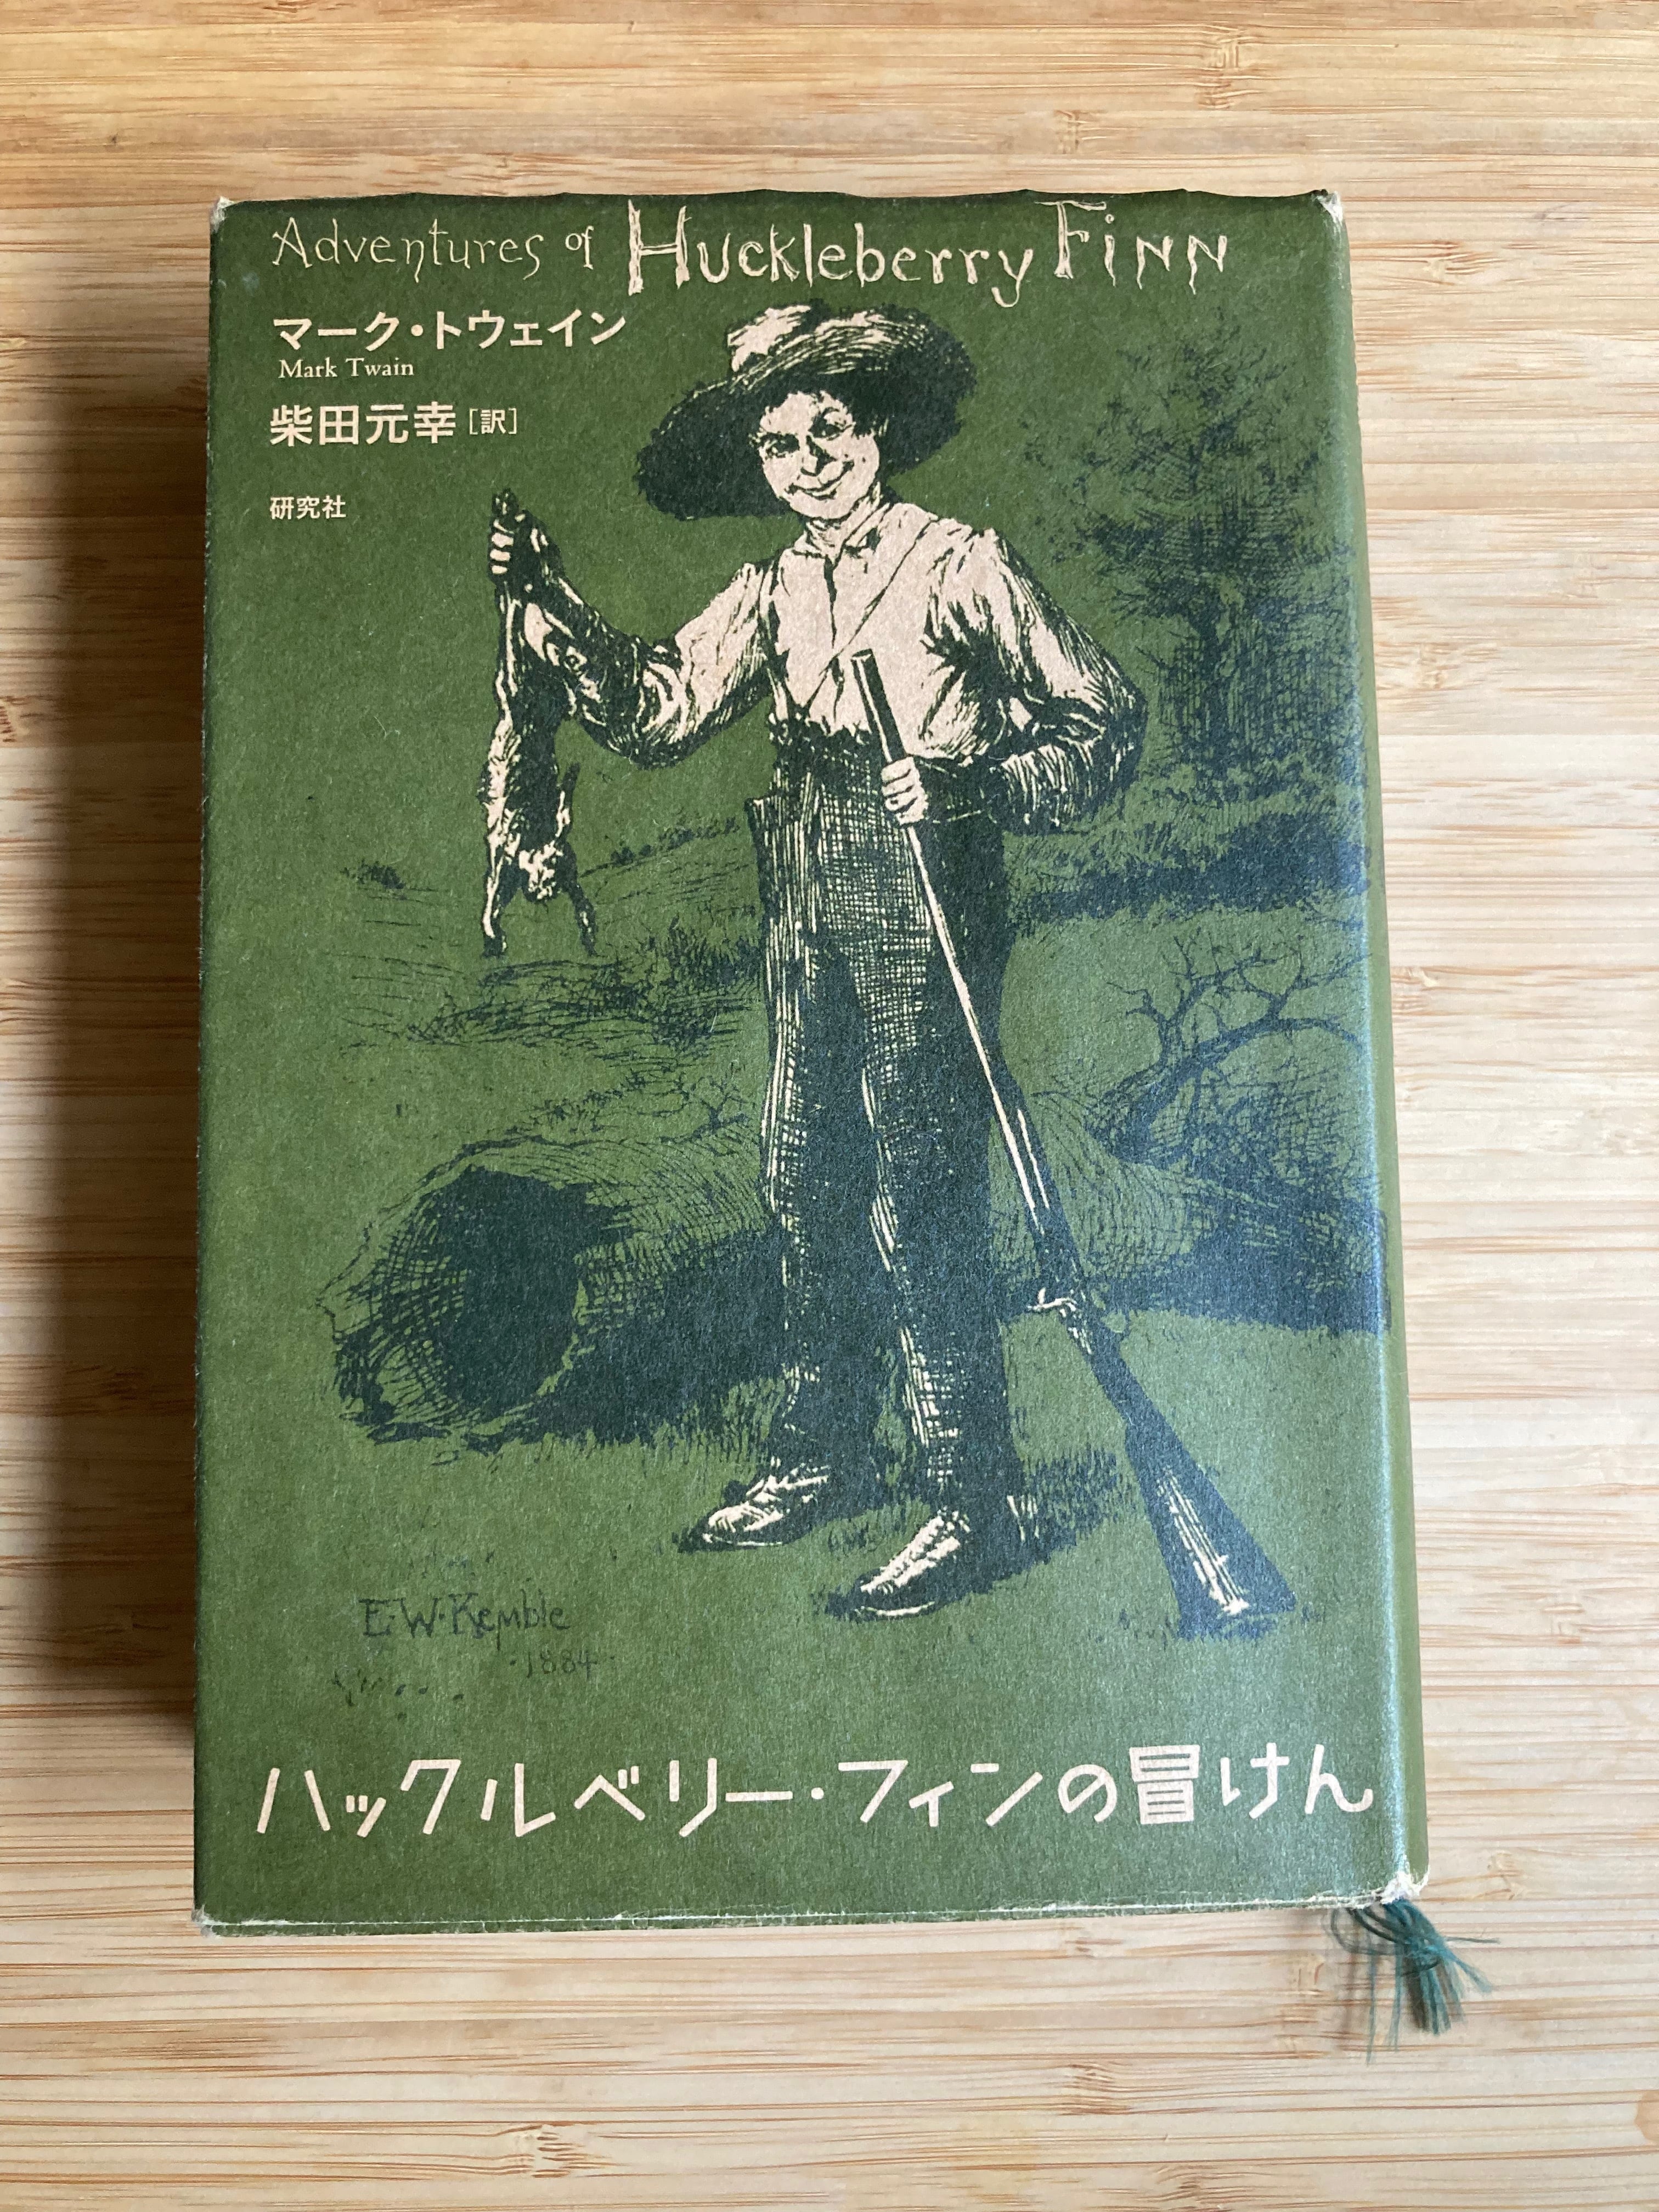 Adventures of Huckleberry Finn
マーク・トウェイン
Mark Twain
柴田元幸[訳]
研究社
E.W.Kemble
·1884·
ハックルベリー・フィンの冒けん